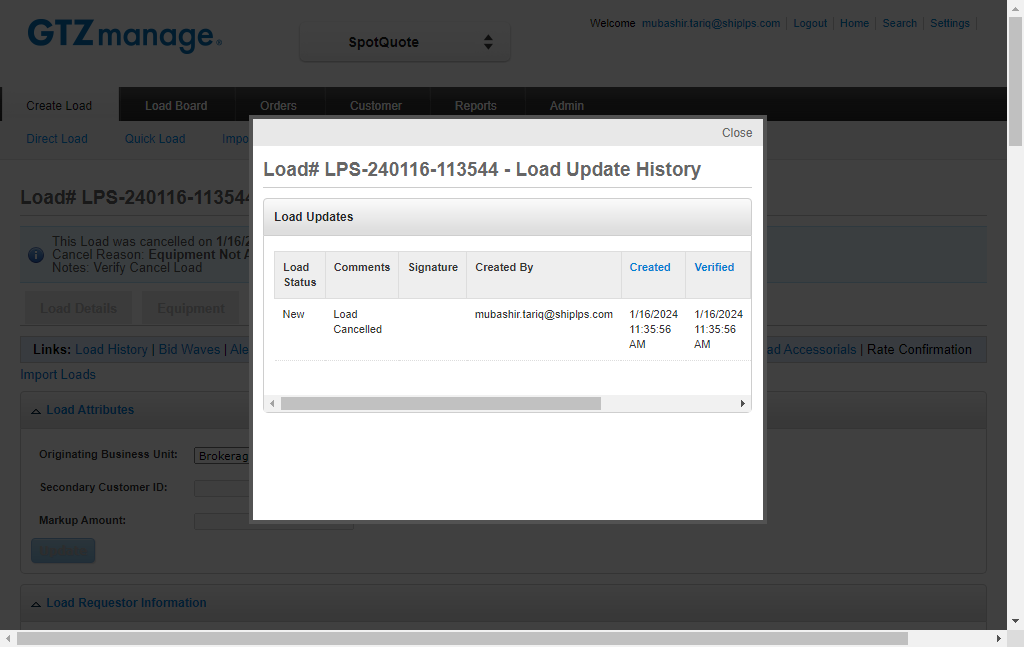 GTZmanage®
SpotQuote
Welcome mubashir.tariq@shiplps.com Logout Home Search Settings
Create Load Load Board Orders Customer Reports Admin
Direct Load Quick Load
Close
Load# LPS-240116-113544 - Load Update History
Load Updates
Load Status Comments Signature Created By Created Verified
New Load Cancelled mubashir.tariq@shiplps.com 1/16/2024 11:35:56 AM 1/16/2024 11:35:56 AM
Load# LPS-240116-113544
This Load was cancelled on 1/16/2
Cancel Reason: Equipment Not A
Notes: Verify Cancel Load
Load Details Equipment
Links: Load History | Bid Waves | Ale ad Accessorials | Rate Confirmation
Import Loads
Load Attributes
Originating Business Unit: Brokerag
Secondary Customer ID:
Markup Amount:
Load Requestor Information